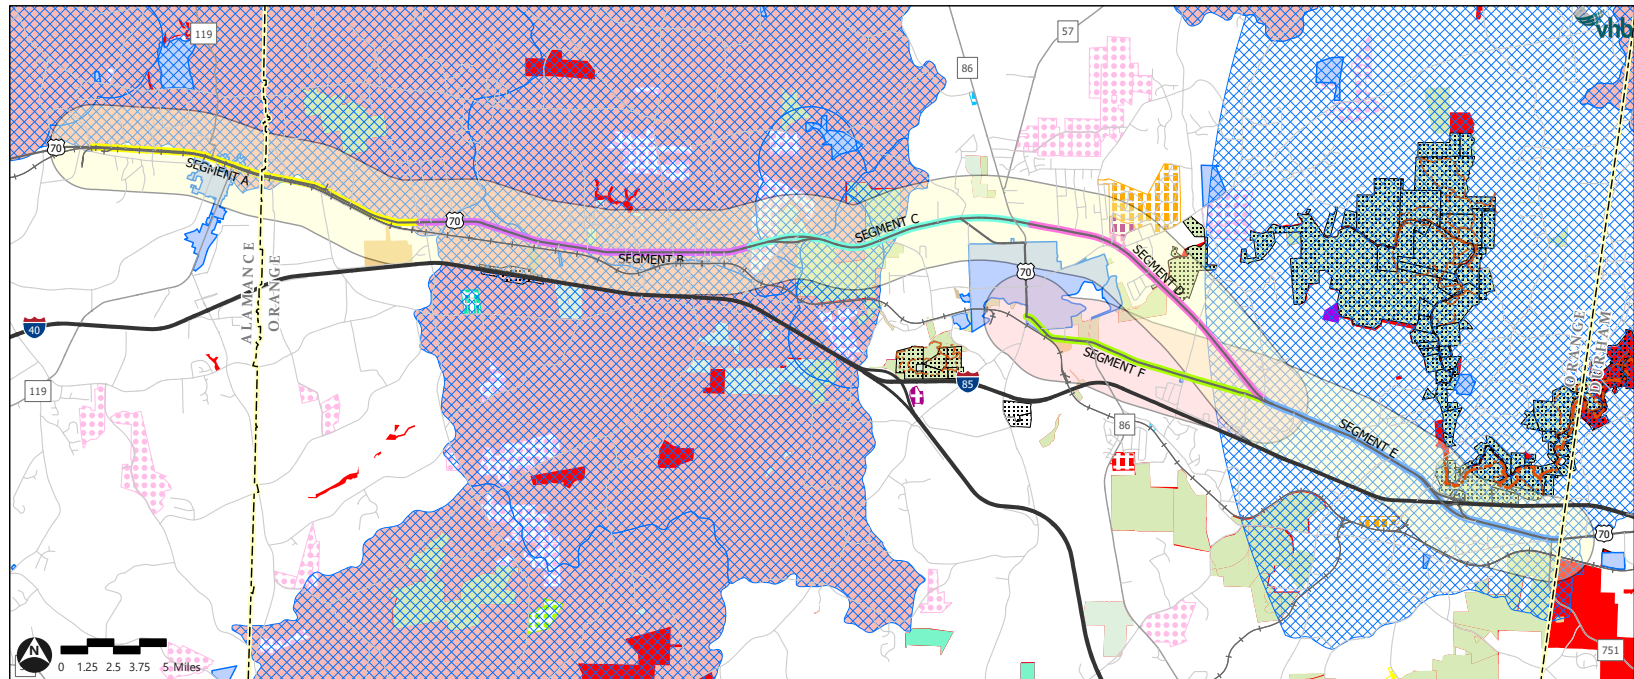 119
57
vhb
86
70
SEGMENT A
70
SEGMENT C
SEGMENT B
ALAMANCE
ORANGE
70
SEGMENT D
40
ORANGE
DURHAM
SEGMENT F
85
119
86
SEGMENT E
70
N
0 1.25 2.5 3.75 5 Miles
751